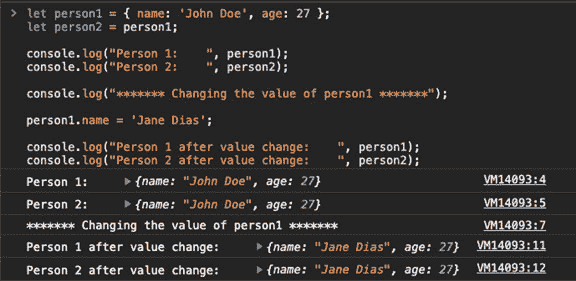 > let person1 = { name: 'John Doe', age: 27 };
let person2 = person1;
console.log("Person 1:    ", person1);
console.log("Person 2:    ", person2);
console.log("******* Changing the value of person1 *******");
person1.name = 'Jane Dias';
console.log("Person 1 after value change:    ", person1);
console.log("Person 2 after value change:    ", person2);
Person 1:     ▶{name: "John Doe", age: 27} VM14093:4
Person 2:     ▶{name: "John Doe", age: 27} VM14093:5
******* Changing the value of person1 ******* VM14093:7
Person 1 after value change:     ▶{name: "Jane Dias", age: 27} VM14093:11
Person 2 after value change:     ▶{name: "Jane Dias", age: 27} VM14093:12